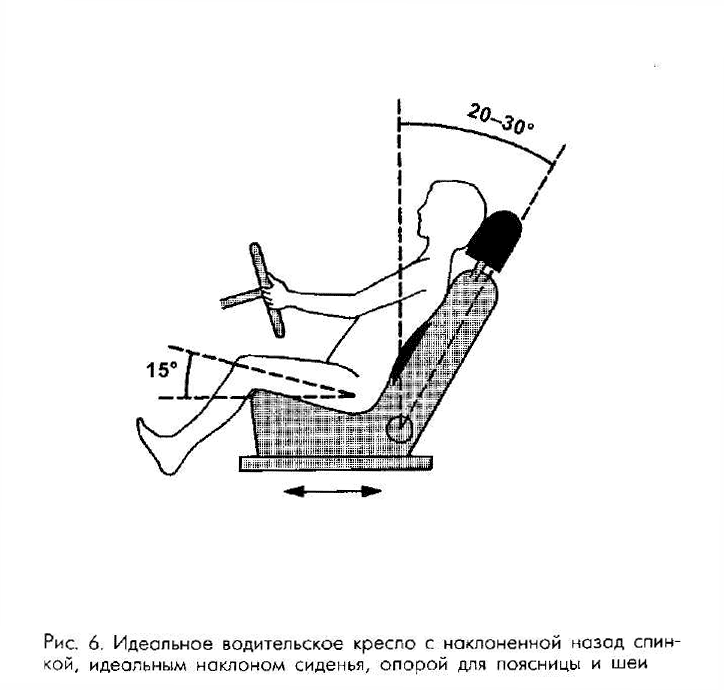 20–30°
15°
Рис. 6. Идеальное водительское кресло с наклоненной назад спин-
кой, идеальным наклоном сиденья, опорой для поясницы и шеи